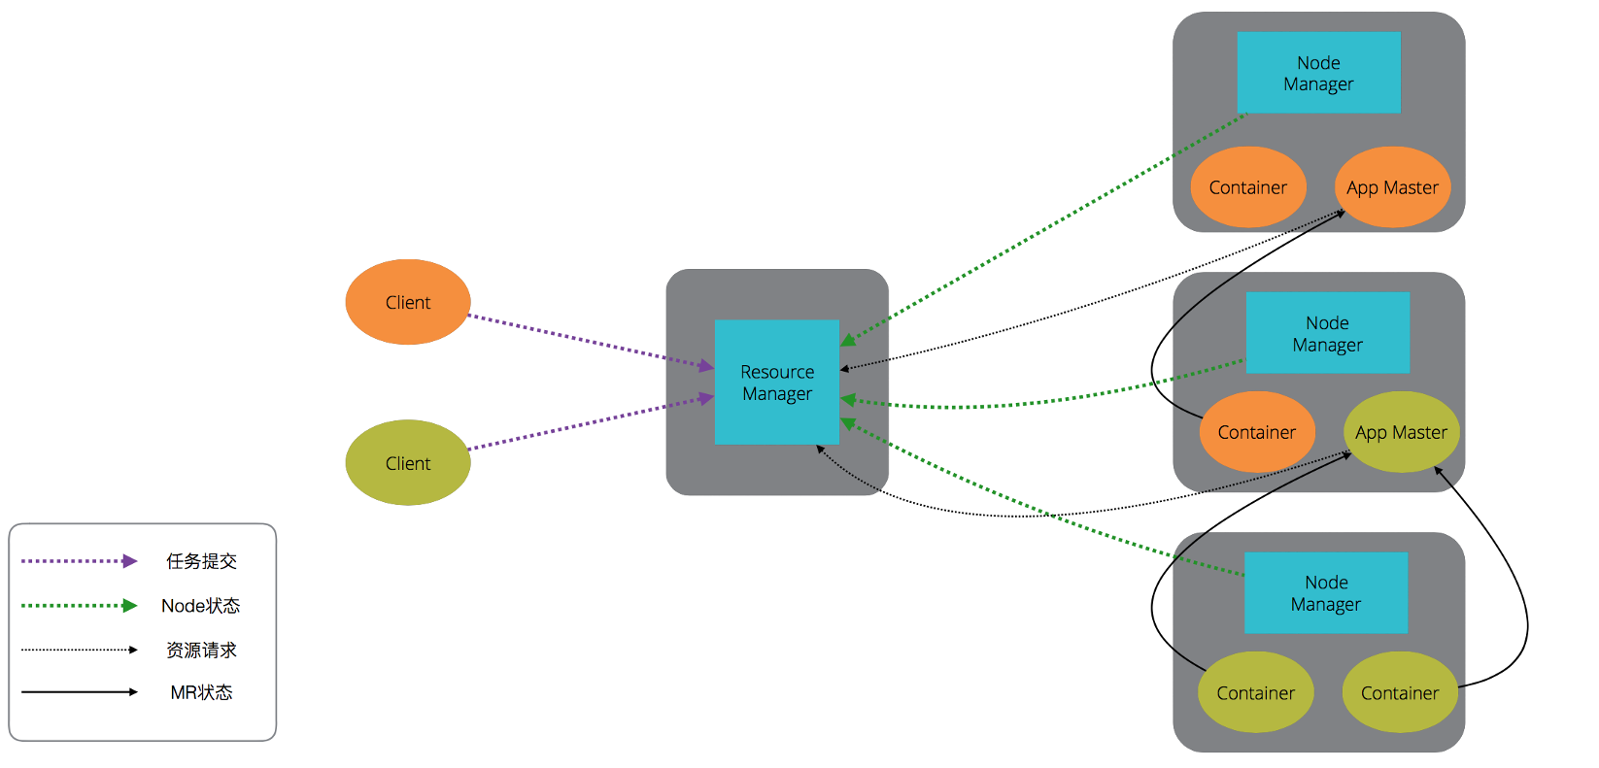 Node
Manager
Container
App Master
Client
Resource
Manager
Node
Manager
Container
App Master
Client
Node
Manager
Container
Container
任务提交
Node状态
资源请求
MR状态